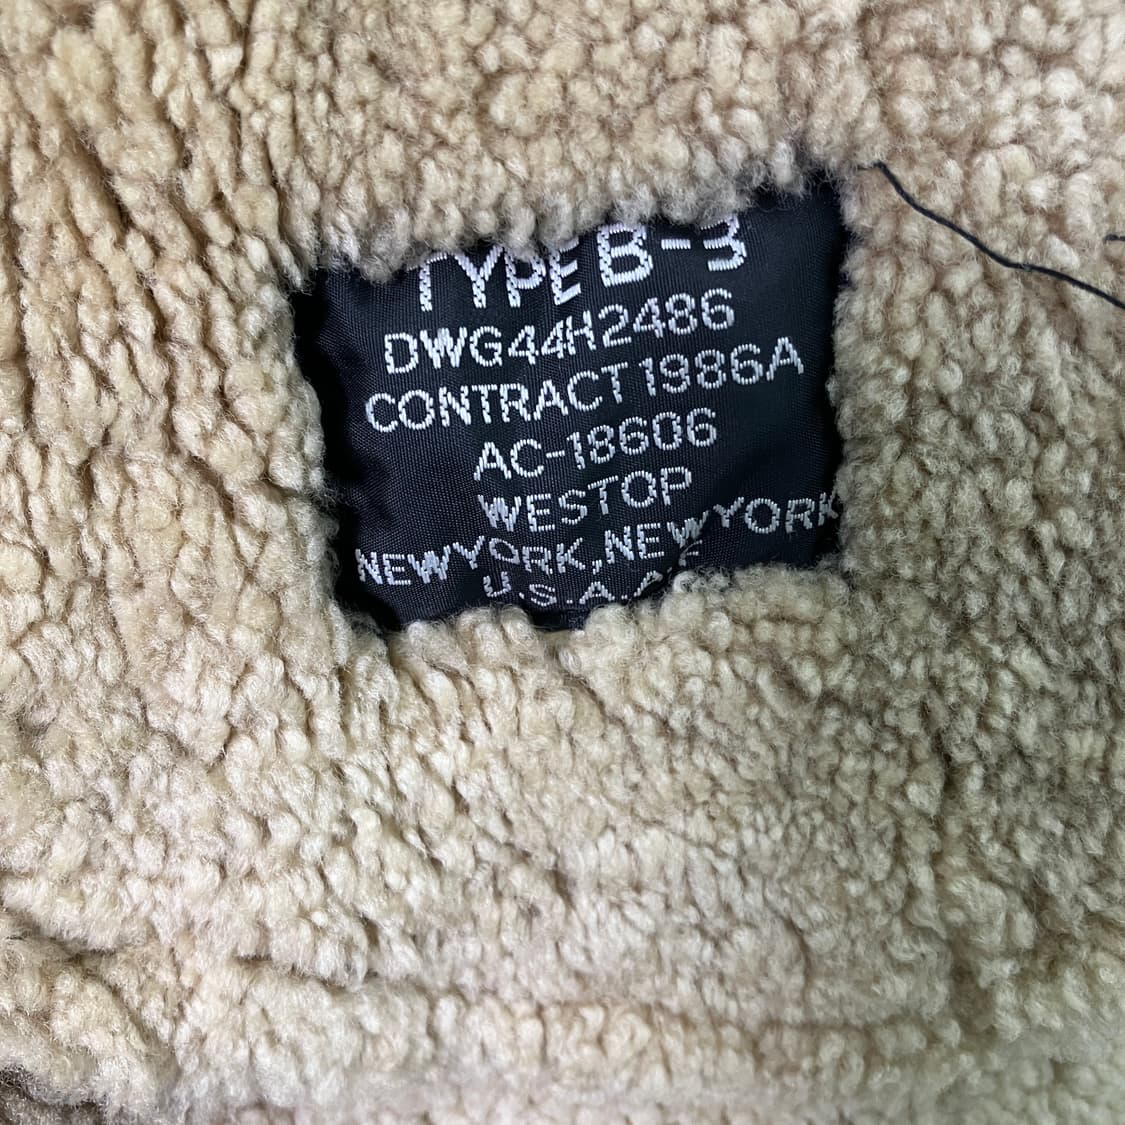 TYPE B-3
DWG44H2486
CONTRACT1986A
AC-18606
WESTOP
NEWYORK,NEWYORK
U.S.A.A.F